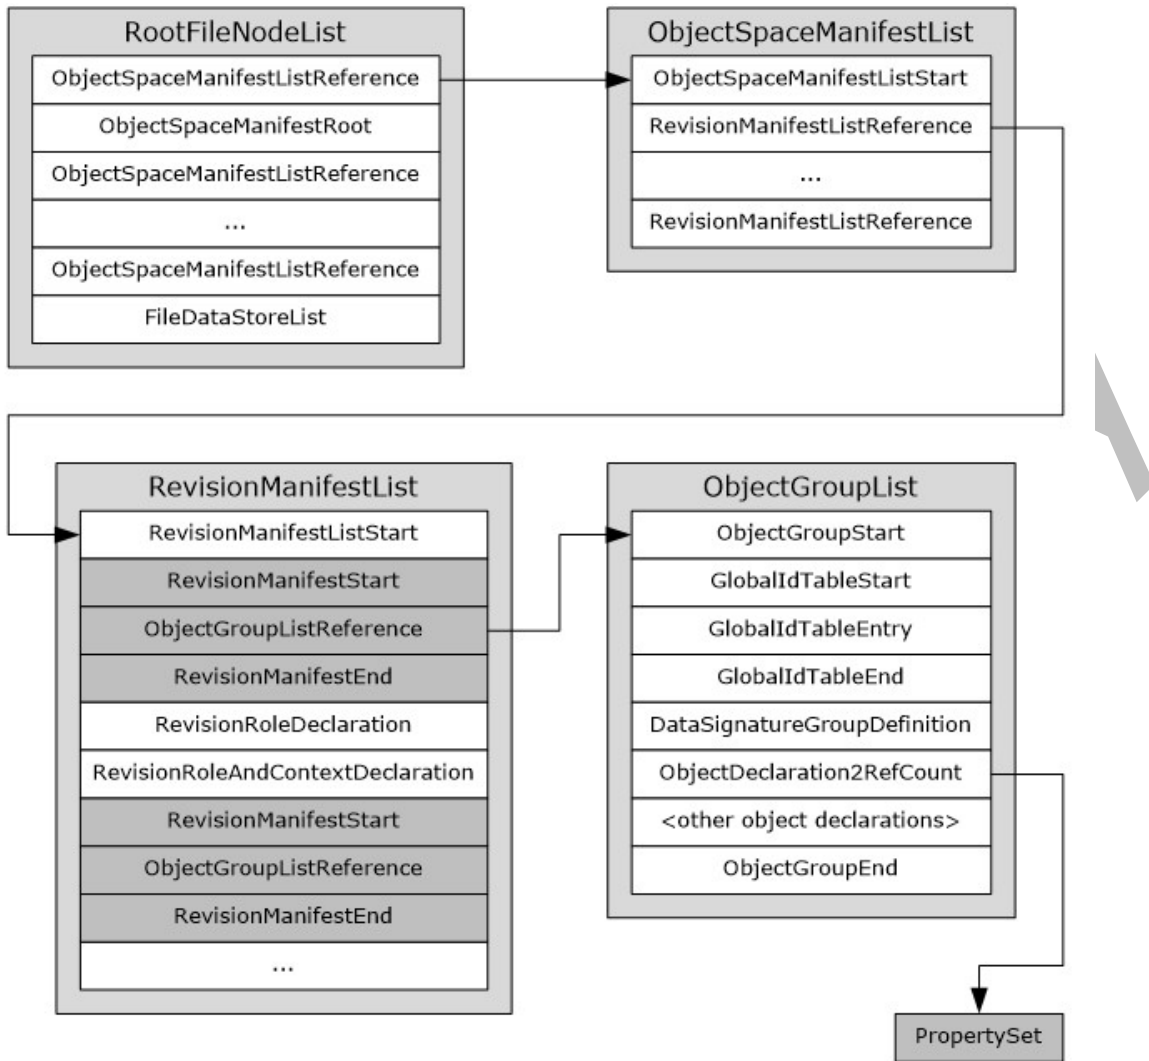 RootFileNodeList
ObjectSpaceManifestListReference
ObjectSpaceManifestRoot
ObjectSpaceManifestListReference
...
ObjectSpaceManifestListReference
FileDataStoreList
ObjectSpaceManifestList
ObjectSpaceManifestListStart
RevisionManifestListReference
...
RevisionManifestListReference
RevisionManifestList
RevisionManifestListStart
RevisionManifestStart
ObjectGroupListReference
RevisionManifestEnd
RevisionRoleDeclaration
RevisionRoleAndContextDeclaration
RevisionManifestStart
ObjectGroupListReference
RevisionManifestEnd
...
ObjectGroupList
ObjectGroupStart
GlobalIdTableStart
GlobalIdTableEntry
GlobalIdTableEnd
DataSignatureGroupDefinition
ObjectDeclaration2RefCount
<other object declarations>
ObjectGroupEnd
PropertySet